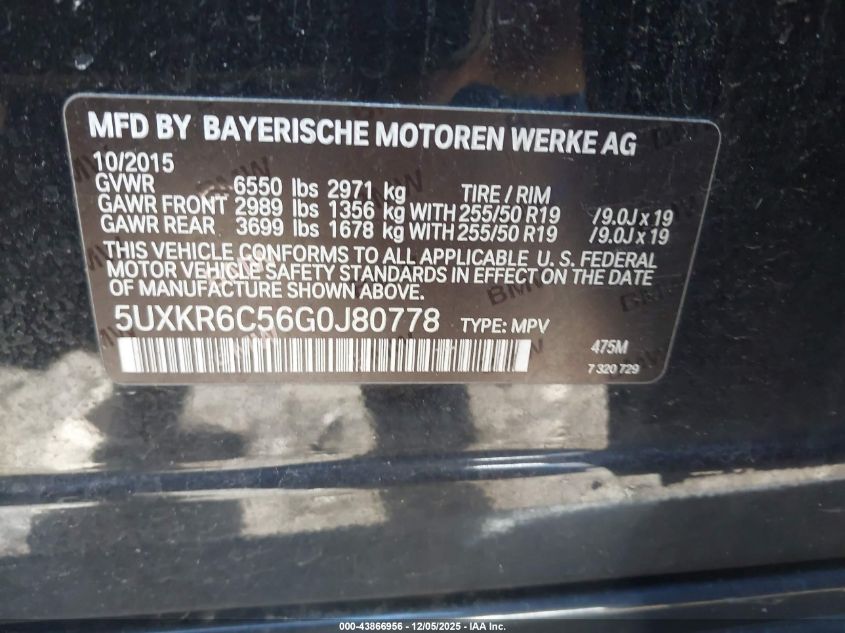 MFD BY BAYERISCHE MOTOREN WERKE AG
10/2015
GVWR 6550 lbs 2971 kg TIRE / RIM
GAWR FRONT 2989 lbs 1356 kg WITH 255/50 R19 /9.0J x 19
GAWR REAR 3699 lbs 1678 kg WITH 255/50 R19 /9.0J x 19
THIS VEHICLE CONFORMS TO ALL APPLICABLE U. S. FEDERAL
MOTOR VEHICLE SAFETY STANDARDS IN EFFECT ON THE DATE
OF MANUFACTURE SHOWN ABOVE.
5UXKR6C56G0J80778 TYPE: MPV
475M
7 320 729
000-43866956 - 12/05/2025 - IAA Inc.